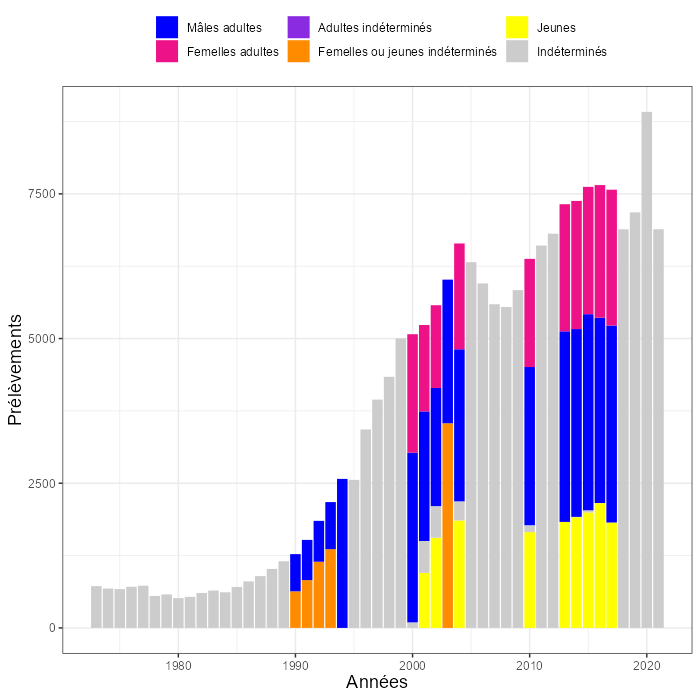 Mâles adultes Adultes indéterminés Jeunes
Femelles adultes Femelles ou jeunes indéterminés Indéterminés
7500
5000
2500
0
Prélèvements
1980 1990 2000 2010 2020
Années